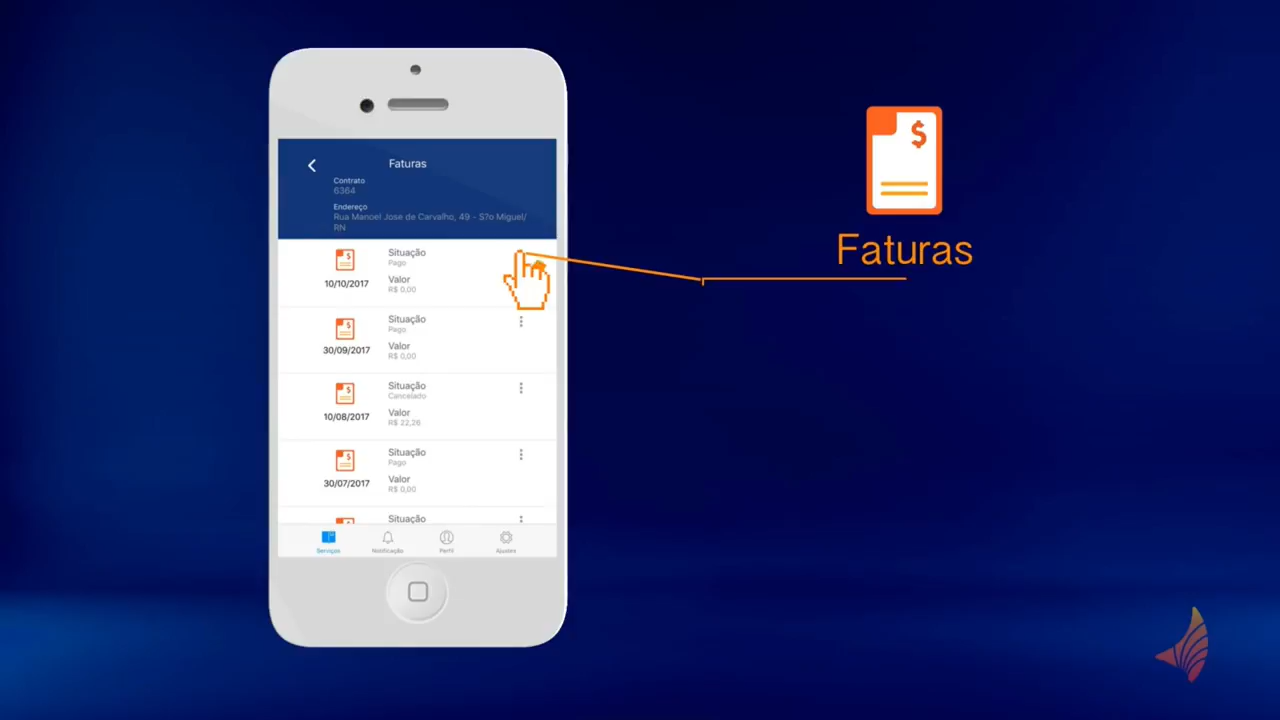 Faturas
Contrato
6364
Endereço
Rua Manoel Jose de Carvalho, 49 - S?o Miguel/
RN
10/10/2017
Situação
Pago
Valor
R$ 0,00
30/09/2017
Situação
Pago
Valor
R$ 0,00
10/08/2017
Situação
Cancelado
Valor
R$ 22,26
30/07/2017
Situação
Pago
Valor
R$ 0,00
Situação
Serviços
Notificação
Perfil
Ajustes
$
Faturas